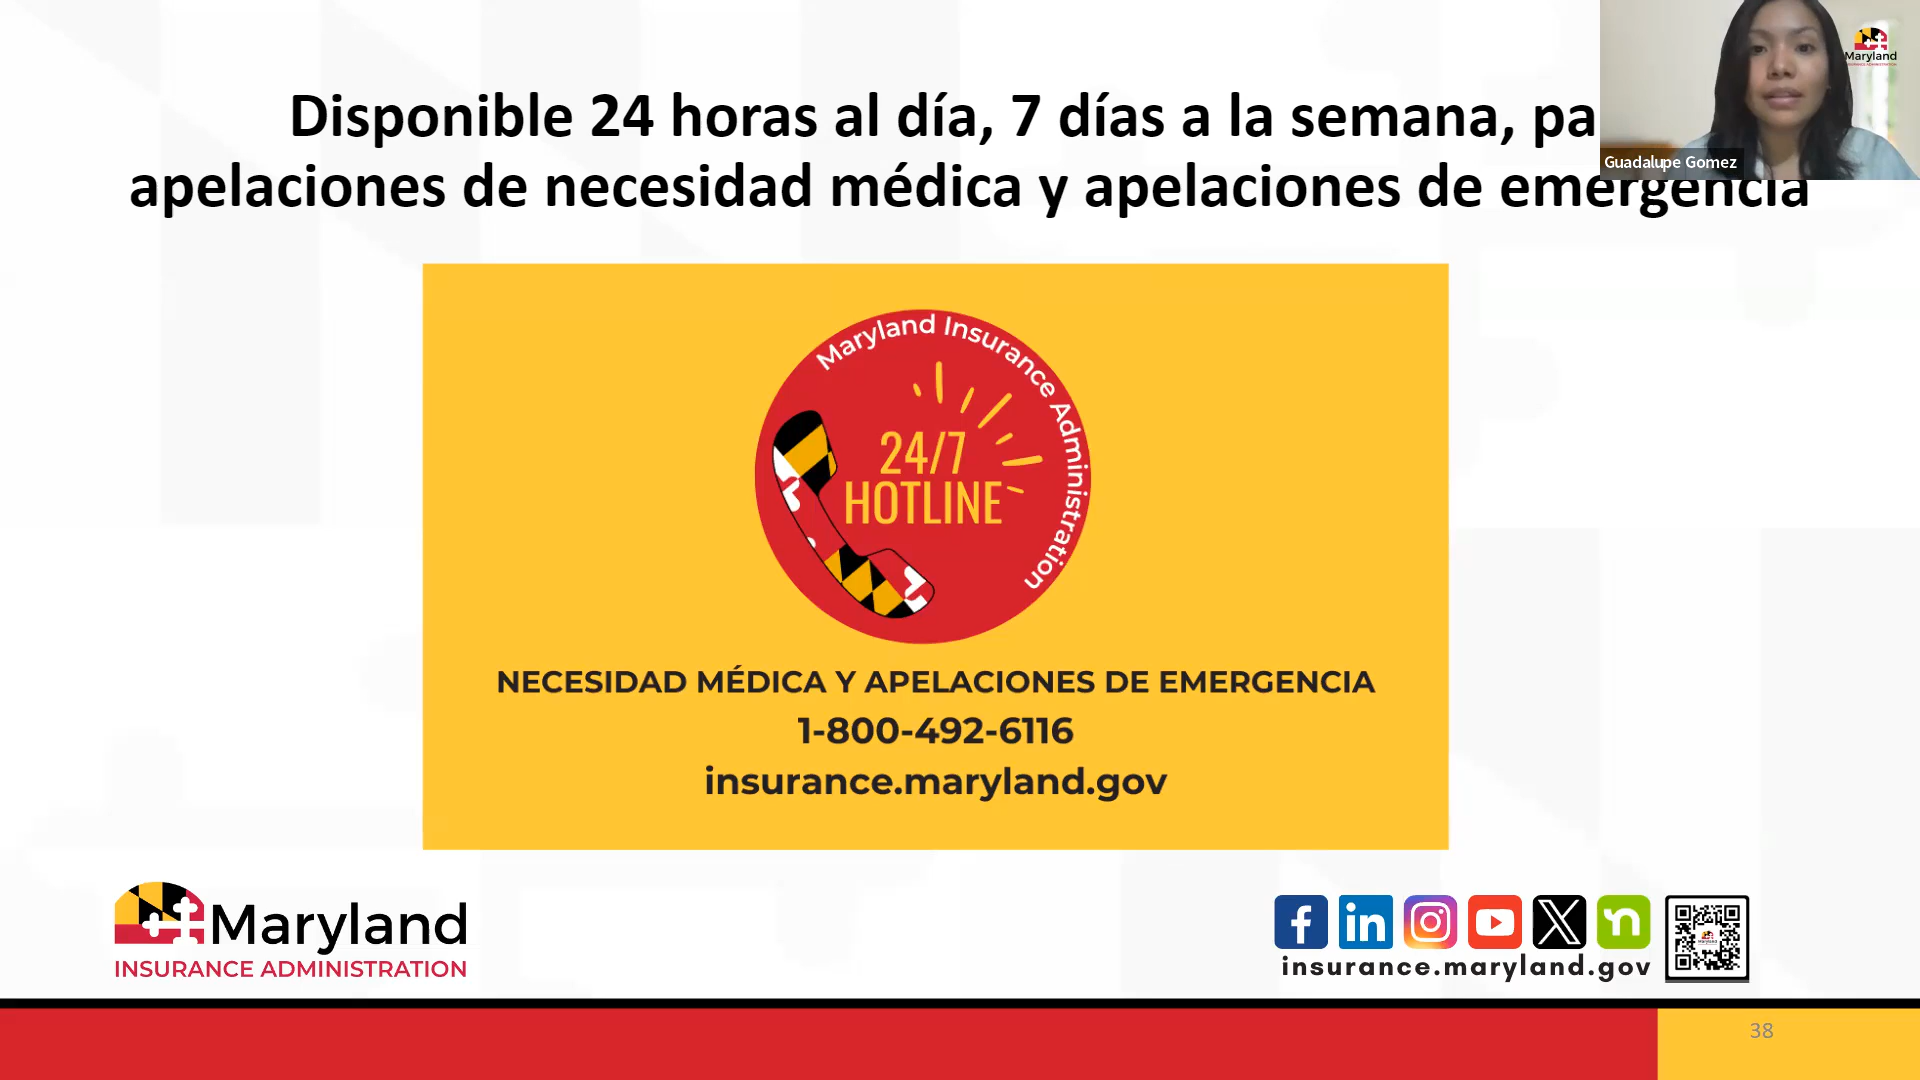 Disponible 24 horas al día, 7 días a la semana, pa
apelaciones de necesidad médica y apelaciones de emergencia
Maryland
Guadalupe Gomez
Maryland Insurance Administration
24/7
HOTLINE
NECESIDAD MÉDICA Y APELACIONES DE EMERGENCIA
1-800-492-6116
insurance.maryland.gov
Maryland
INSURANCE ADMINISTRATION
insurance.maryland.gov
38